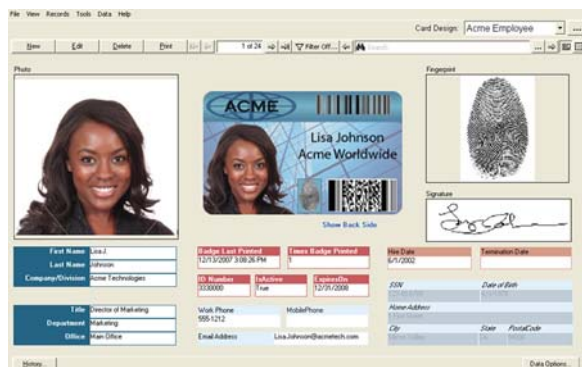 File View Records Tools Data Help
Card Design: Acme Employee ...
New Edit Delete Print 1 of 24 Filter Off... Search ...
Photo
Fingerprint
ACME
Lisa Johnson
Acme Worldwide
Show Back Side
Signature
First Name Lisa J.
Last Name Johnson
Company/Division Acme Technologies
Title Director of Marketing
Department Marketing
Office Main Office
Badge Last Printed Times Badge Printed
12/13/2007 3:08:26 PM 1
ID Number IsActive ExpiresOn
3330000 True 12/31/2008
Work Phone MobilePhone
555-1212
Email Address Lisa.Johnson@acmetech.com
Hire Date Termination Date
6/1/2002
SSN Date of Birth
Home Address
City State PostalCode
History... Data Options...